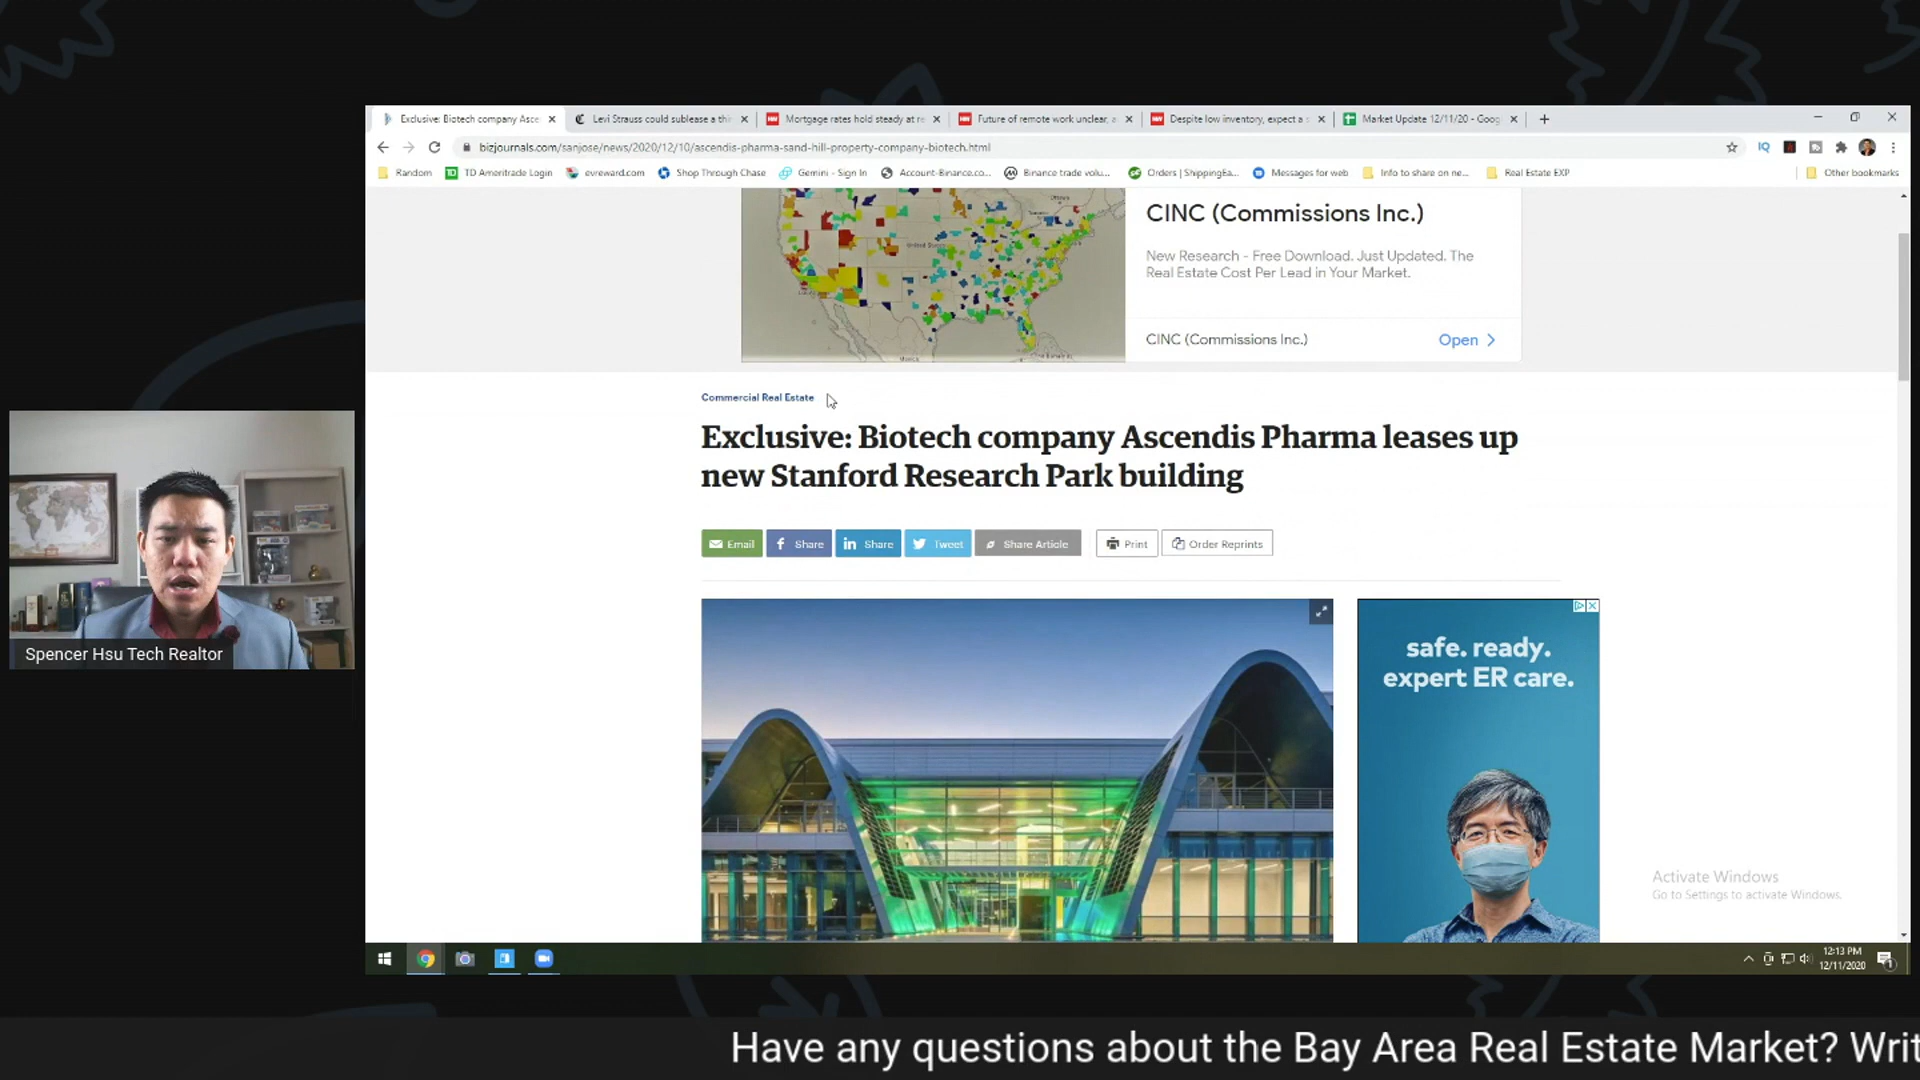 Exclusive: Biotech company Asce
Levi Strauss could sublease a thi
Mortgage rates hold steady at re
Future of remote work unclear, a
Despite low inventory, expect a s
Market Update 12/11/20 - Goog
bizjournals.com/sanjose/news/2020/12/10/ascendis-pharma-sand-hill-property-company-biotech.html
Random
TD Ameritrade Login
evreward.com
Shop Through Chase
Gemini - Sign In
Account-Binance.co...
Binance trade volu...
Orders | ShippingEa...
Messages for web
Info to share on ne...
Real Estate EXP
Other bookmarks
United States
Mexico
CINC (Commissions Inc.)
New Research - Free Download. Just Updated. The
Real Estate Cost Per Lead in Your Market.
CINC (Commissions Inc.)
Open
Commercial Real Estate
Exclusive: Biotech company Ascendis Pharma leases up
new Stanford Research Park building
Email
Share
Share
Tweet
Share Article
Print
Order Reprints
safe. ready.
expert ER care.
Spencer Hsu Tech Realtor
Activate Windows
Go to Settings to activate Windows.
12:13 PM
12/11/2020
Have any questions about the Bay Area Real Estate Market? Writ